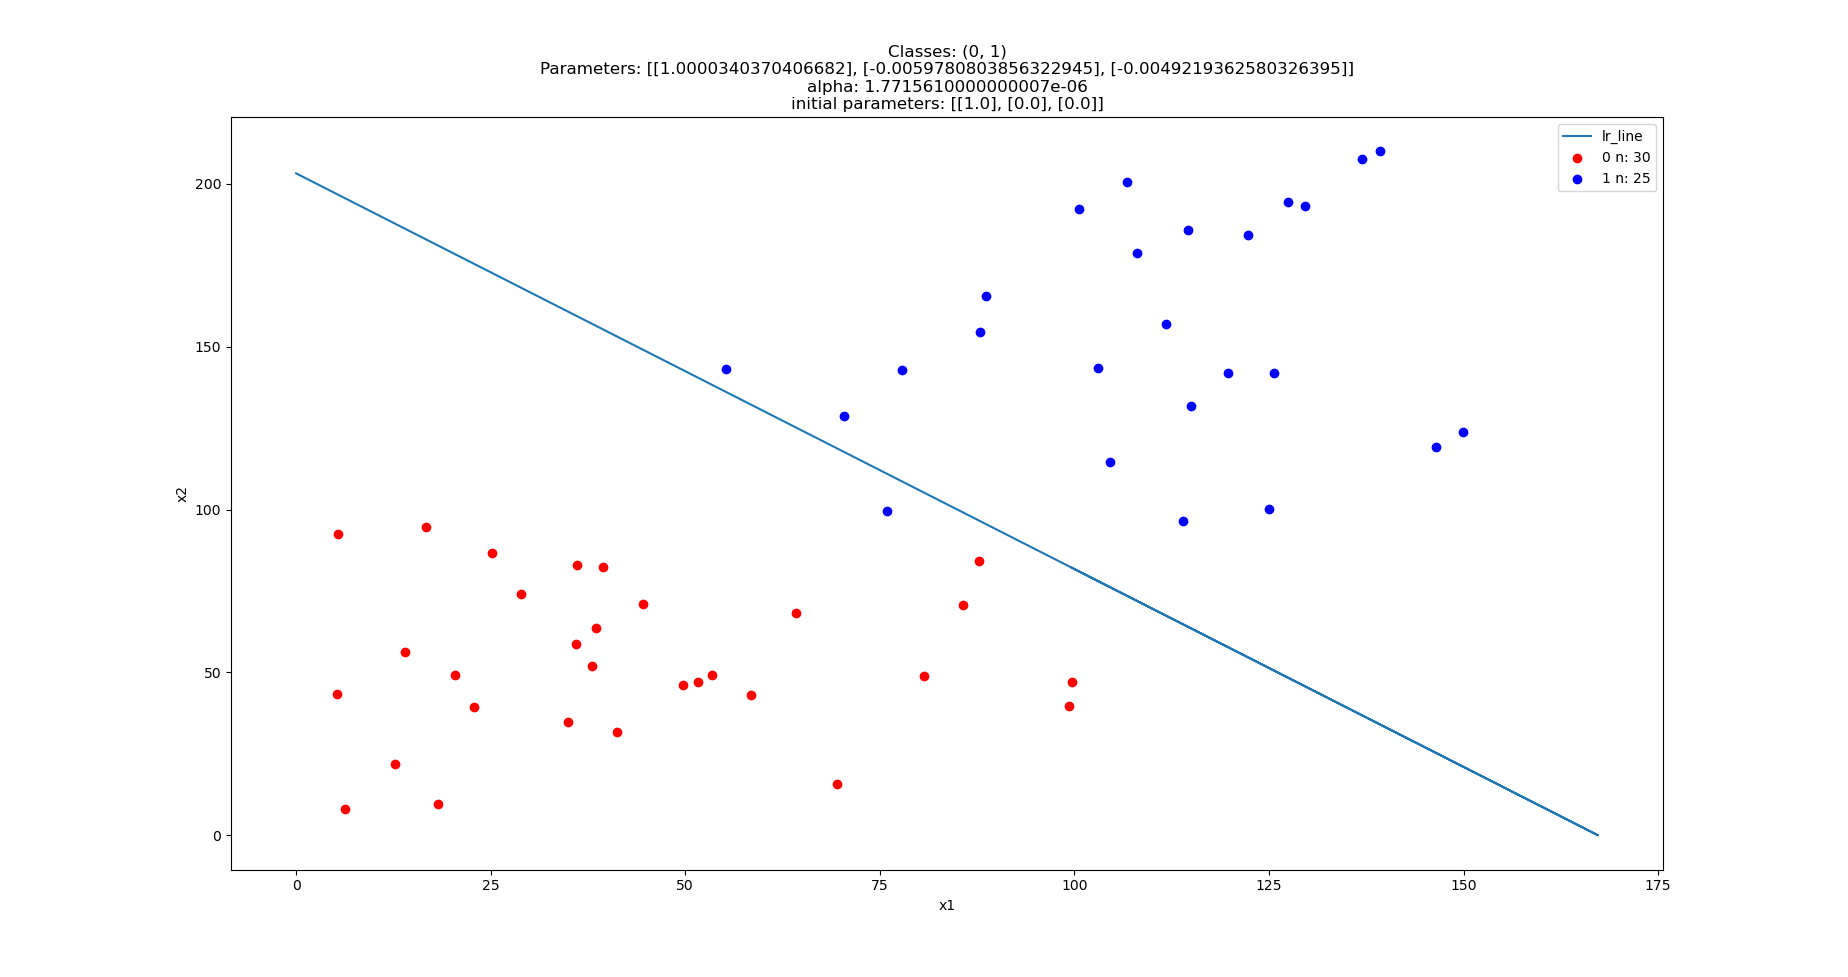 Classes: (0, 1)
Parameters: [[1.0000340370406682], [-0.0059780803856322945], [-0.0049219362580326395]]
alpha: 1.7715610000000007e-06
initial parameters: [[1.0], [0.0], [0.0]]
lr_line
0 n: 30
1 n: 25
200
150
100
50
0
x2
0
25
50
75
100
125
150
175
x1